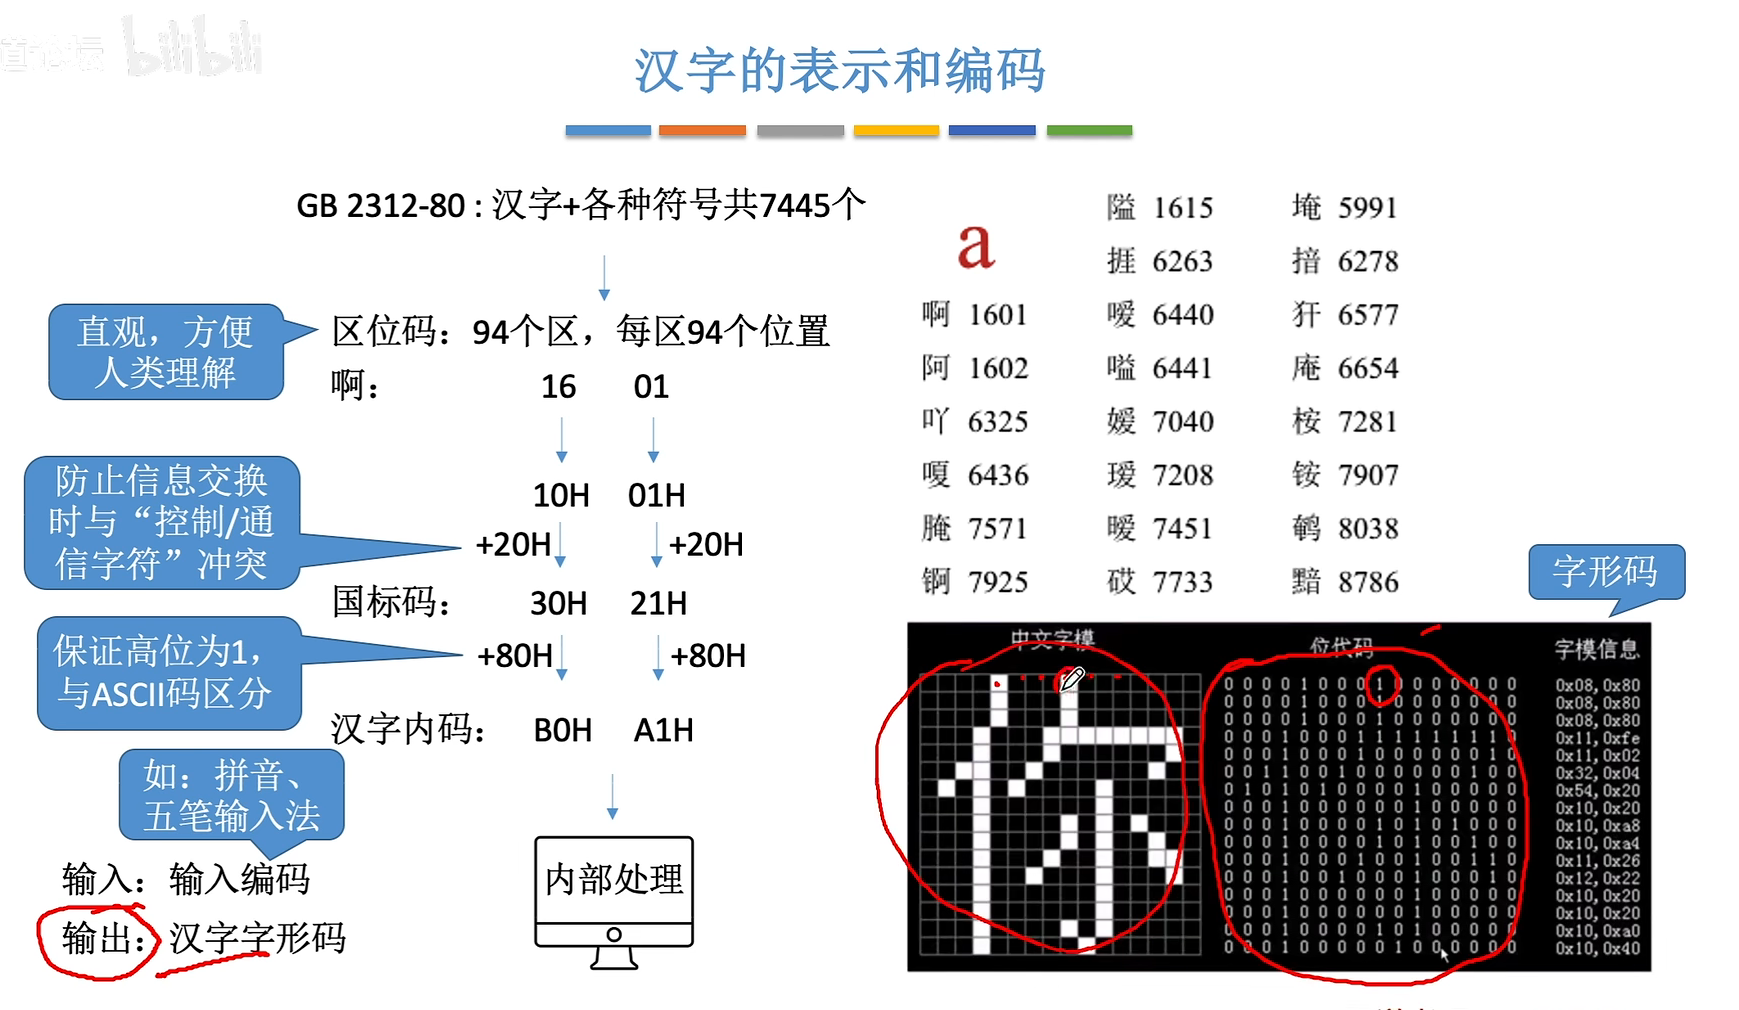 bilibili
汉字的表示和编码
GB 2312-80 : 汉字+各种符号共7445个
直观，方便
人类理解
区位码：94个区，每区94个位置
啊： 16 01
防止信息交换
时与“控制/通
信字符”冲突
10H 01H
+20H +20H
国标码： 30H 21H
保证高位为1，
与ASCII码区分
+80H +80H
汉字内码： B0H A1H
如：拼音、
五笔输入法
输入：输入编码
输出：汉字字形码
内部处理
a
啊 1601
阿 1602
吖 6325
嗄 6436
腌 7571
锕 7925
隘 1615
捱 6263
嗳 6440
嗌 6441
嫒 7040
瑷 7208
暧 7451
砹 7733
埯 5991
揞 6278
犴 6577
庵 6654
桉 7281
铵 7907
鹌 8038
黯 8786
字形码
中文字模 位代码 字模信息
0 0 0 0 1 0 0 0 1 0 0 0 0 0 0 0 0x08,0x80
0 0 0 0 1 0 0 0 1 0 0 0 0 0 0 0 0x08,0x80
0 0 0 0 1 0 0 0 1 0 0 0 0 0 0 0 0x08,0x80
0 0 0 1 0 0 0 1 1 1 1 1 1 1 1 0 0x11,0xfe
0 0 0 1 0 0 0 1 0 0 0 0 0 0 1 0 0x11,0x02
0 0 1 1 0 0 1 0 0 0 0 0 0 1 0 0 0x32,0x04
0 1 0 1 0 1 0 0 0 0 1 0 0 0 0 0 0x54,0x20
0 0 0 1 0 0 0 0 0 0 1 0 0 0 0 0 0x10,0x20
0 0 0 1 0 0 0 0 1 0 1 0 1 0 0 0 0x10,0xa8
0 0 0 1 0 0 0 0 1 0 1 0 0 1 0 0 0x10,0xa4
0 0 0 1 0 0 0 1 0 0 1 0 0 1 1 0 0x11,0x26
0 0 0 1 0 0 1 0 0 0 1 0 0 0 1 0 0x12,0x22
0 0 0 1 0 0 0 0 0 0 1 0 0 0 0 0 0x10,0x20
0 0 0 1 0 0 0 0 0 0 1 0 0 0 0 0 0x10,0x20
0 0 0 1 0 0 0 0 1 0 1 0 0 0 0 0 0x10,0xa0
0 0 0 1 0 0 0 0 0 1 0 0 0 0 0 0 0x10,0x40